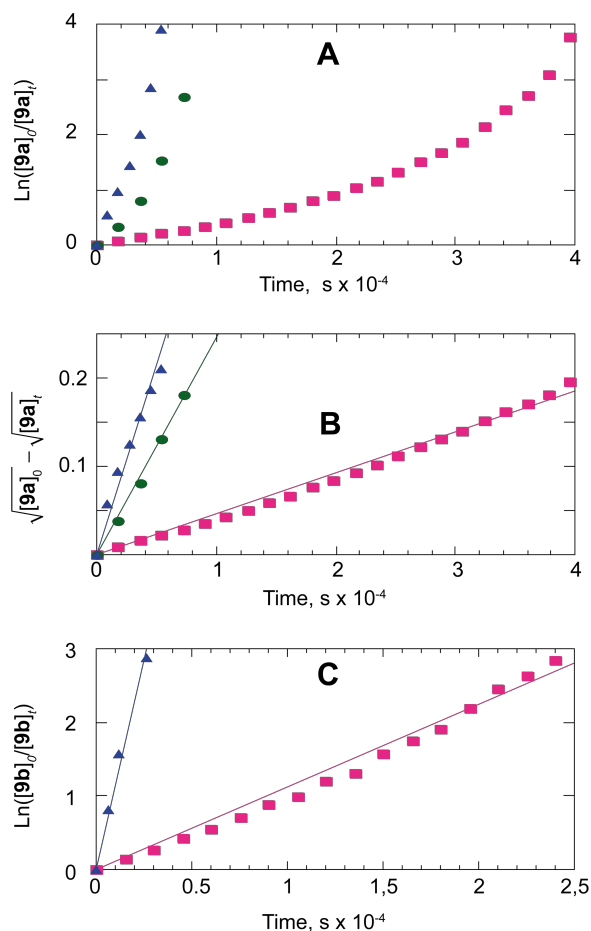 A
Ln([9a]₀/[9a]ₜ)
4
2
0
0
1
2
3
4
Time, s x 10⁻⁴
B
√[9a]₀ – √[9a]ₜ
0.2
0.1
0
1
2
3
4
Time, s x 10⁻⁴
C
Ln([9b]₀/[9b]ₜ)
3
2
1
0
0
0.5
1
1,5
2
2,5
Time, s x 10⁻⁴